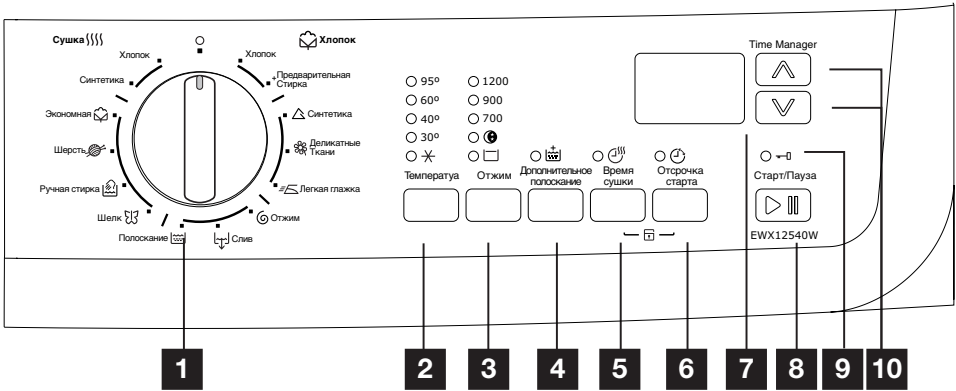 Сушка
Хлопок
Хлопок
Хлопок
Синтетика
+Предварительная
Стирка
Экономная
Синтетика
Шерсть
Деликатные
Ткани
Ручная стирка
Легкая глажка
Шелк
Отжим
Полоскание
Слив
95º
60º
40º
30º
1200
900
700
Температуа
Отжим
Дополнительное
полоскание
Время
сушки
Отсрочка
старта
Time Manager
Старт/Пауза
EWX12540W
1
2
3
4
5
6
7
8
9
10